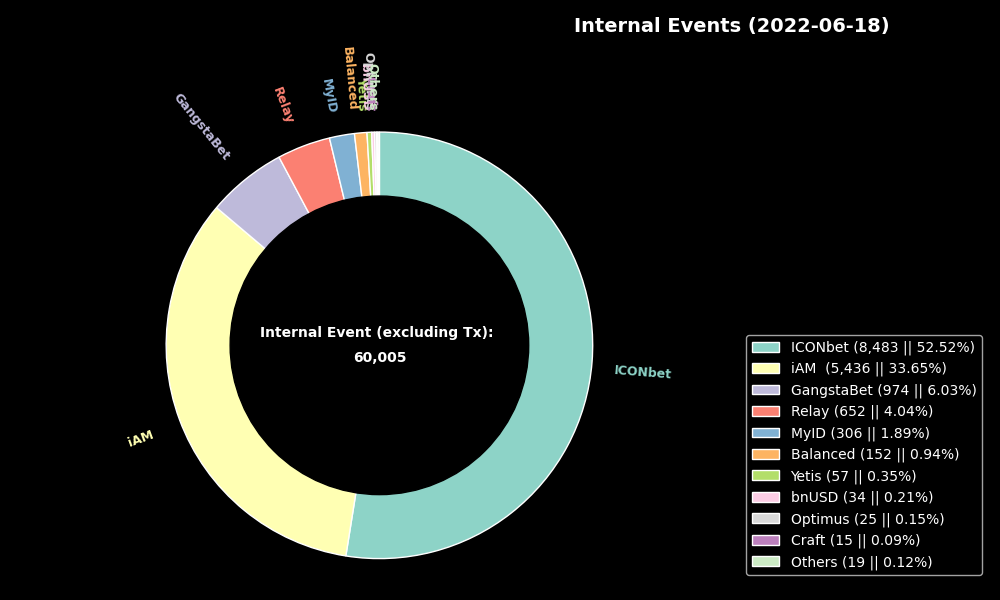 Internal Events (2022-06-18)
GangstaBet
Relay
MyID
Balanced
Yetis
Others
ICONbet
iAM
Internal Event (excluding Tx):
60,005
ICONbet (8,483 || 52.52%)
iAM  (5,436 || 33.65%)
GangstaBet (974 || 6.03%)
Relay (652 || 4.04%)
MyID (306 || 1.89%)
Balanced (152 || 0.94%)
Yetis (57 || 0.35%)
bnUSD (34 || 0.21%)
Optimus (25 || 0.15%)
Craft (15 || 0.09%)
Others (19 || 0.12%)